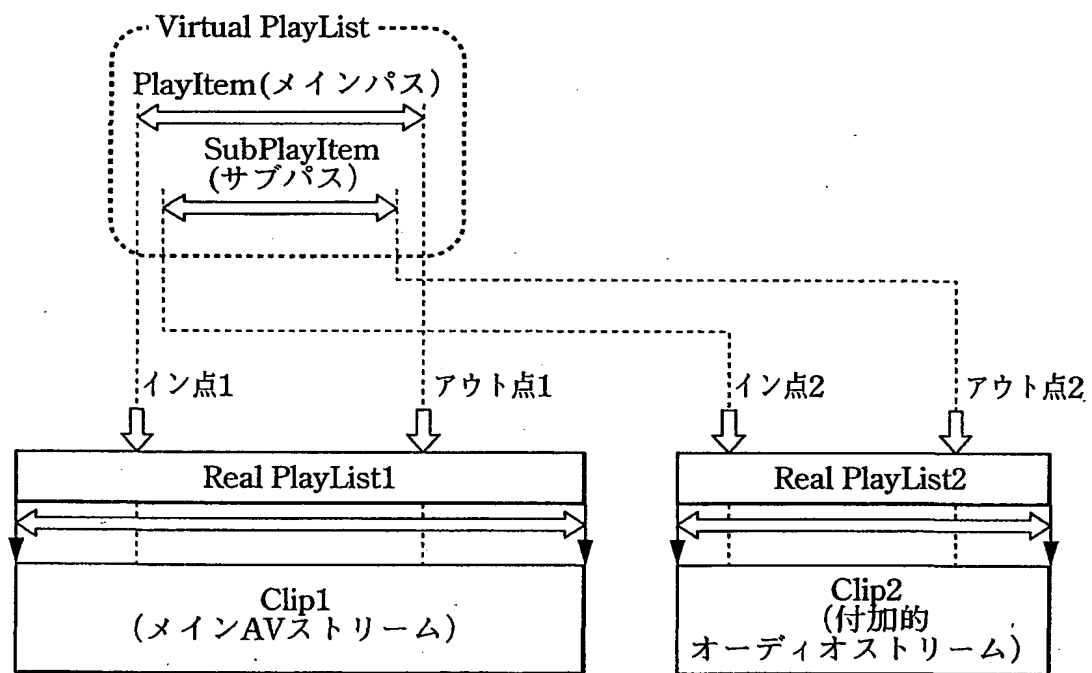 Virtual PlayList
PlayItem(メインパス)
SubPlayItem
(サブパス)
イン点1
アウト点1
イン点2
アウト点2
Real PlayList1
Real PlayList2
Clip1
(メインAVストリーム)
Clip2
(付加的
オーディオストリーム)